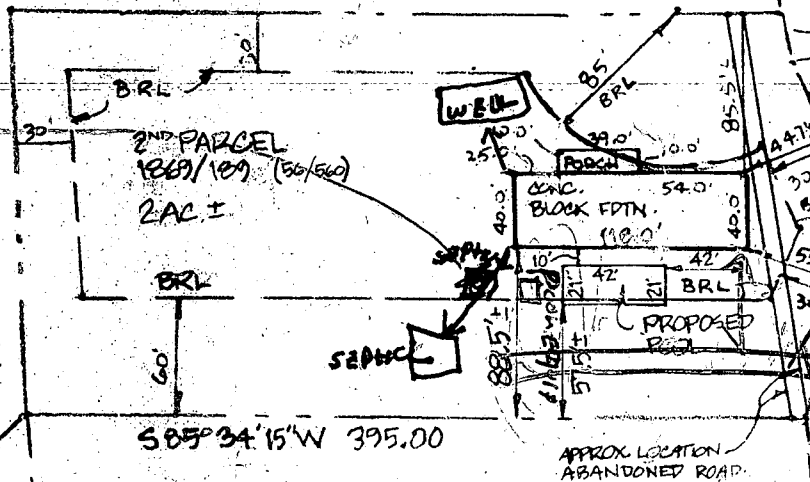 30'
BRL
2ND PARCEL
1869/189 (56/560)
2AC.±
BRL
60'
S85°34'15"W 395.00
WELL
85'
BRL
85.5'±
39.0'
PORCH
10.0'
25.0
54.0'
CONC.
BLOCK FDTN.
40.0'
40.0'
10'
42'
42'
21'
21'
BRL
PROPOSED
POOL
SEPTIC
SEPTIC
88.5'±
57.5'±
APPROX. LOCATION
ABANDONED ROAD.